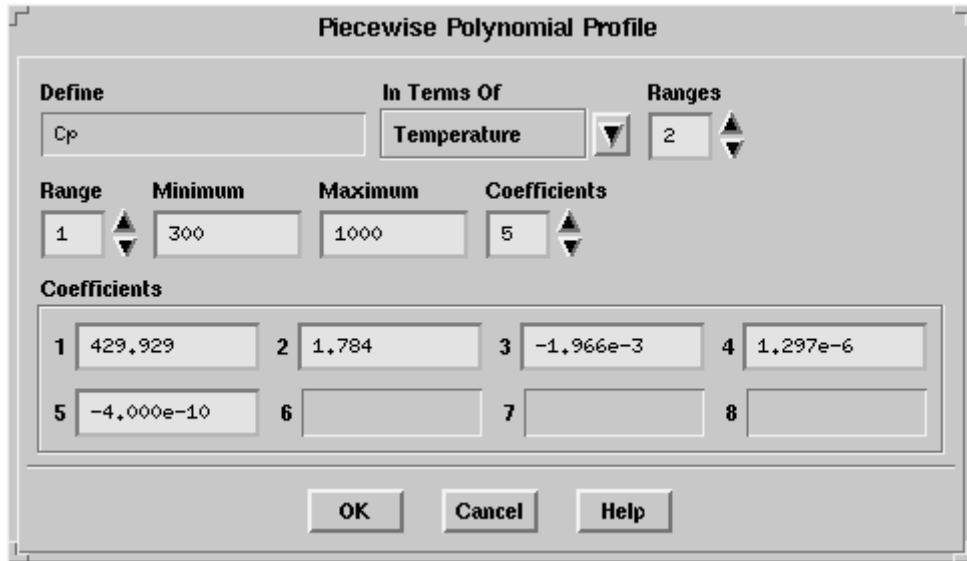 Piecewise Polynomial Profile
Define In Terms Of Ranges
Cp Temperature 2
Range Minimum Maximum Coefficients
1 300 1000 5
Coefficients
1 429.929 2 1.784 3 -1.966e-3 4 1.297e-6
5 -4.000e-10 6 7 8
OK Cancel Help